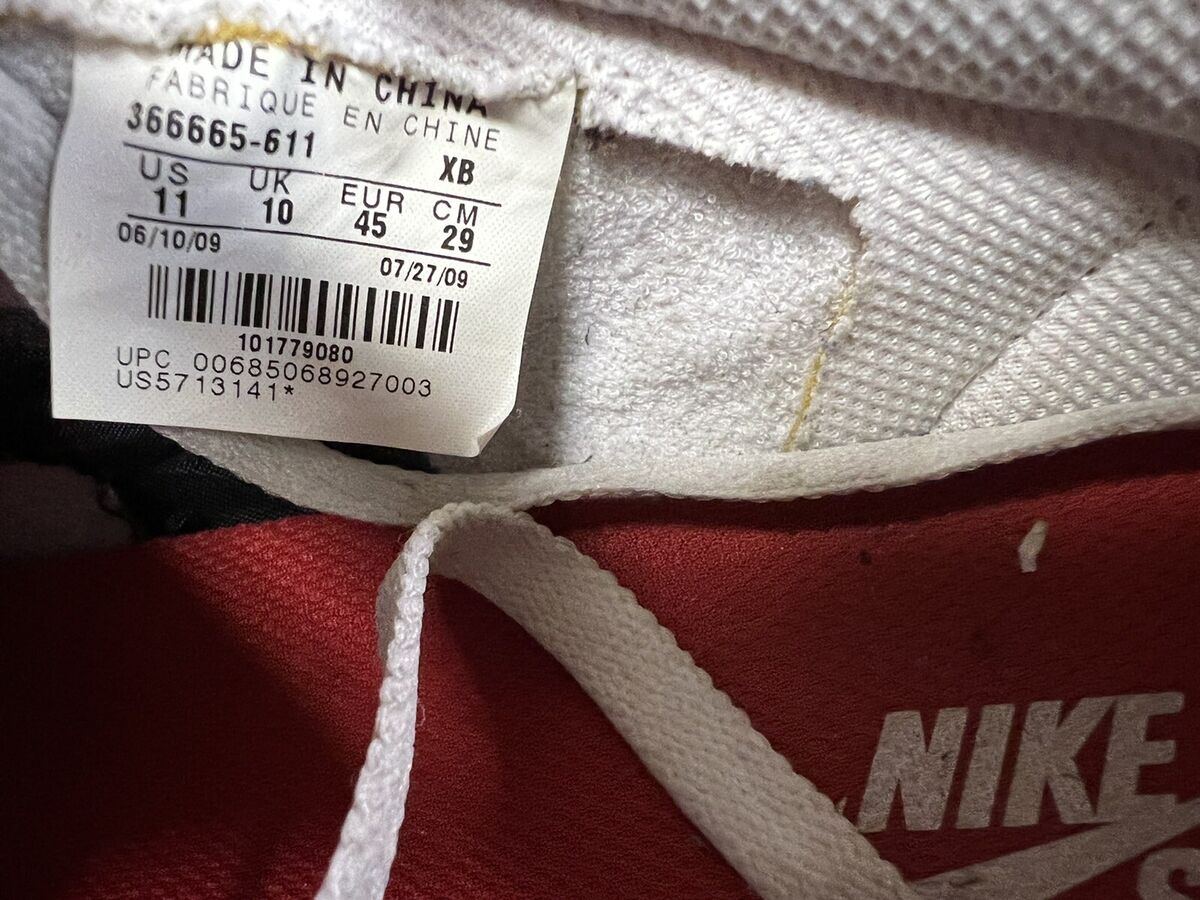 MADE IN CHINA
FABRIQUE EN CHINE
366665-611 XB
US UK EUR CM
11 10 45 29
06/10/09 07/27/09
101779080
UPC 00685068927003
US5713141*
NIKE
S